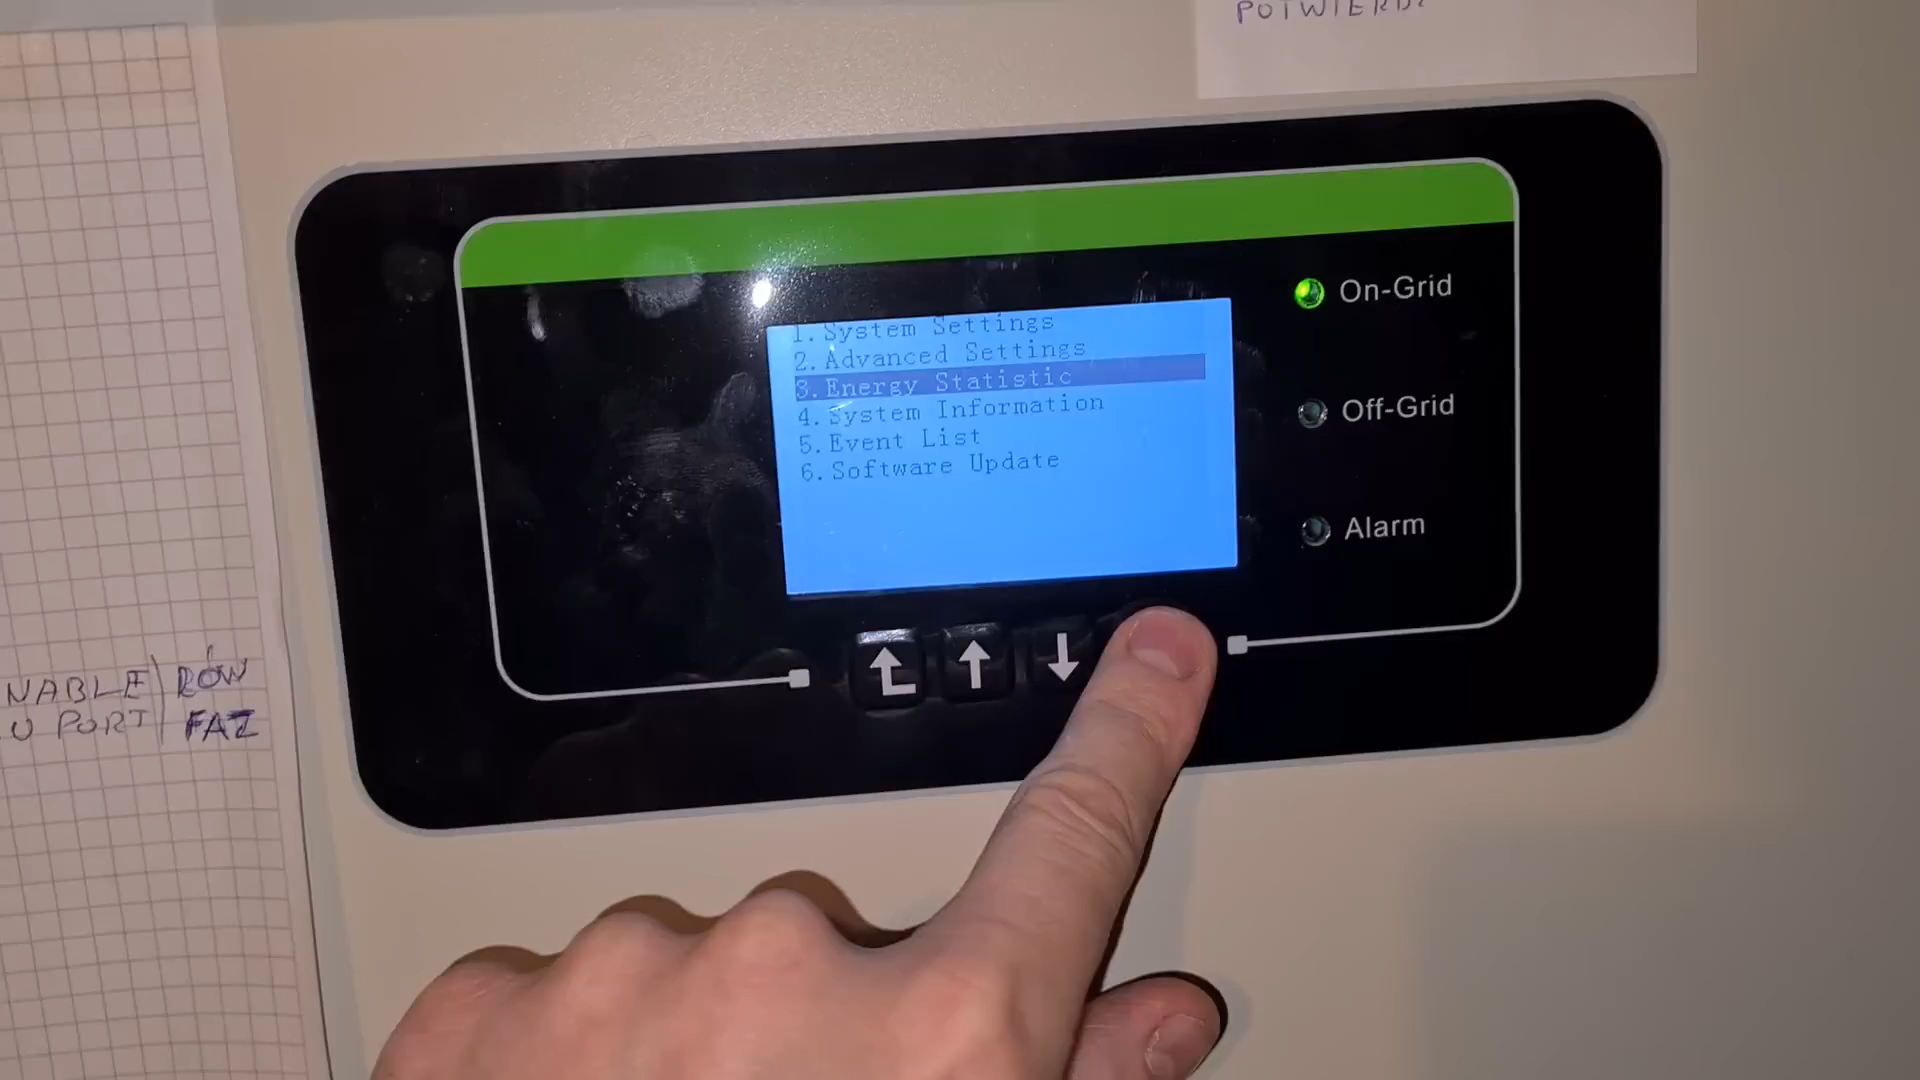 1.System Settings
2.Advanced Settings
3.Energy Statistic
4.System Information
5.Event List
6.Software Update
On-Grid
Off-Grid
Alarm
NABLE RÓW
PORT FAZ